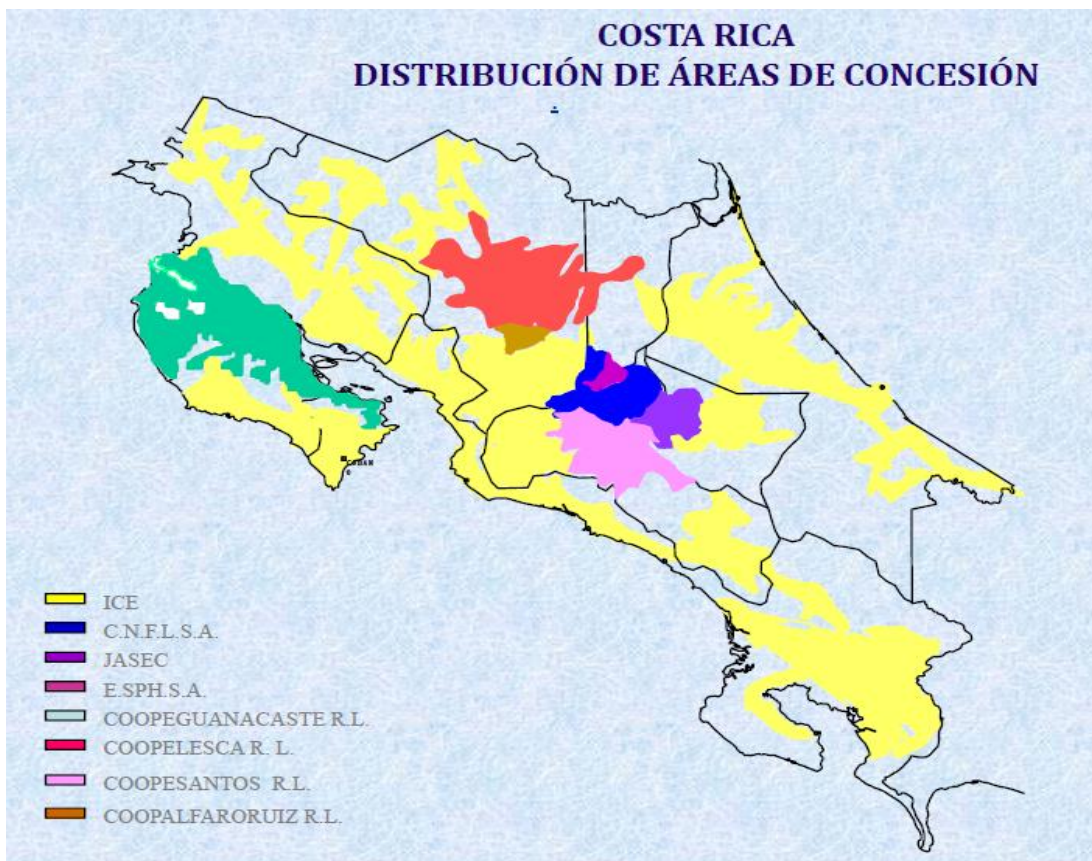 COSTA RICA
DISTRIBUCIÓN DE ÁREAS DE CONCESIÓN
ICE
C.N.F.L.S.A.
JASEC
E.SPH.S.A.
COOPEGUANACASTE R.L.
COOPELESCA R. L.
COOPESANTOS R.L.
COOPALFARORUIZ R.L.